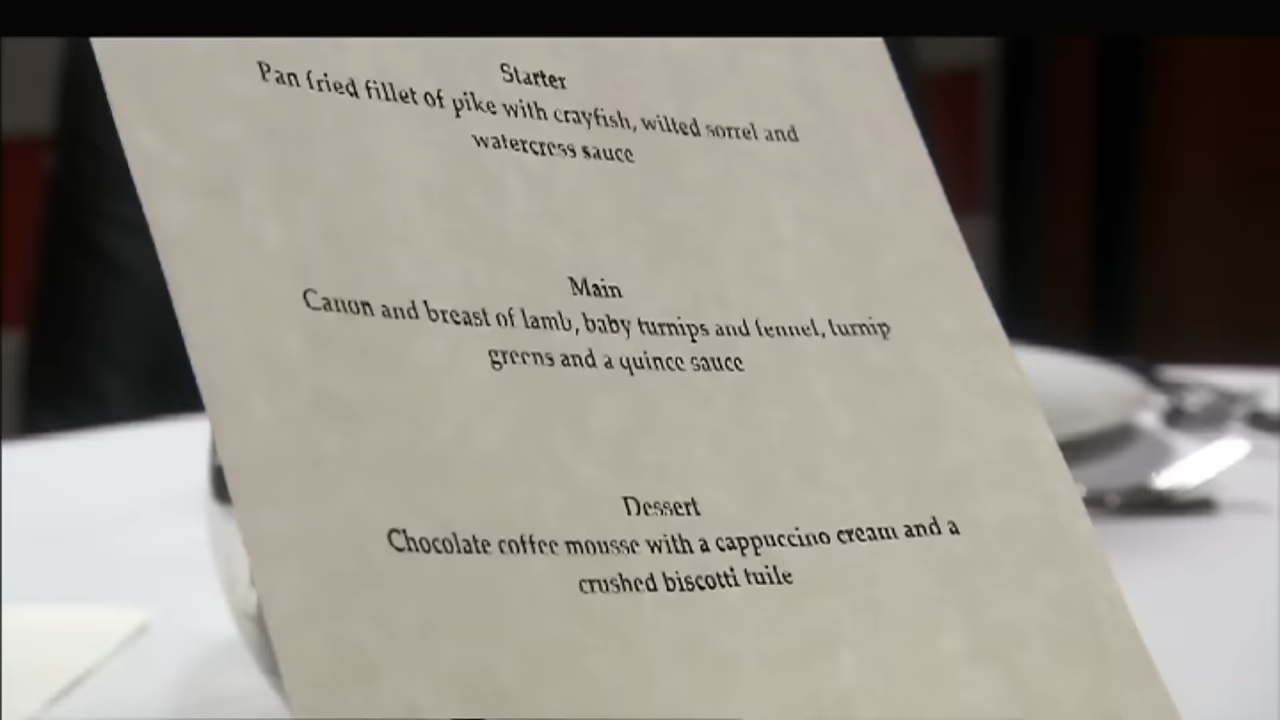 Starter
Pan fried fillet of pike with crayfish, wilted sorrel and
watercress sauce
Main
Canon and breast of lamb, baby turnips and fennel, turnip
greens and a quince sauce
Dessert
Chocolate coffee mousse with a cappuccino cream and a
crushed biscotti tuile